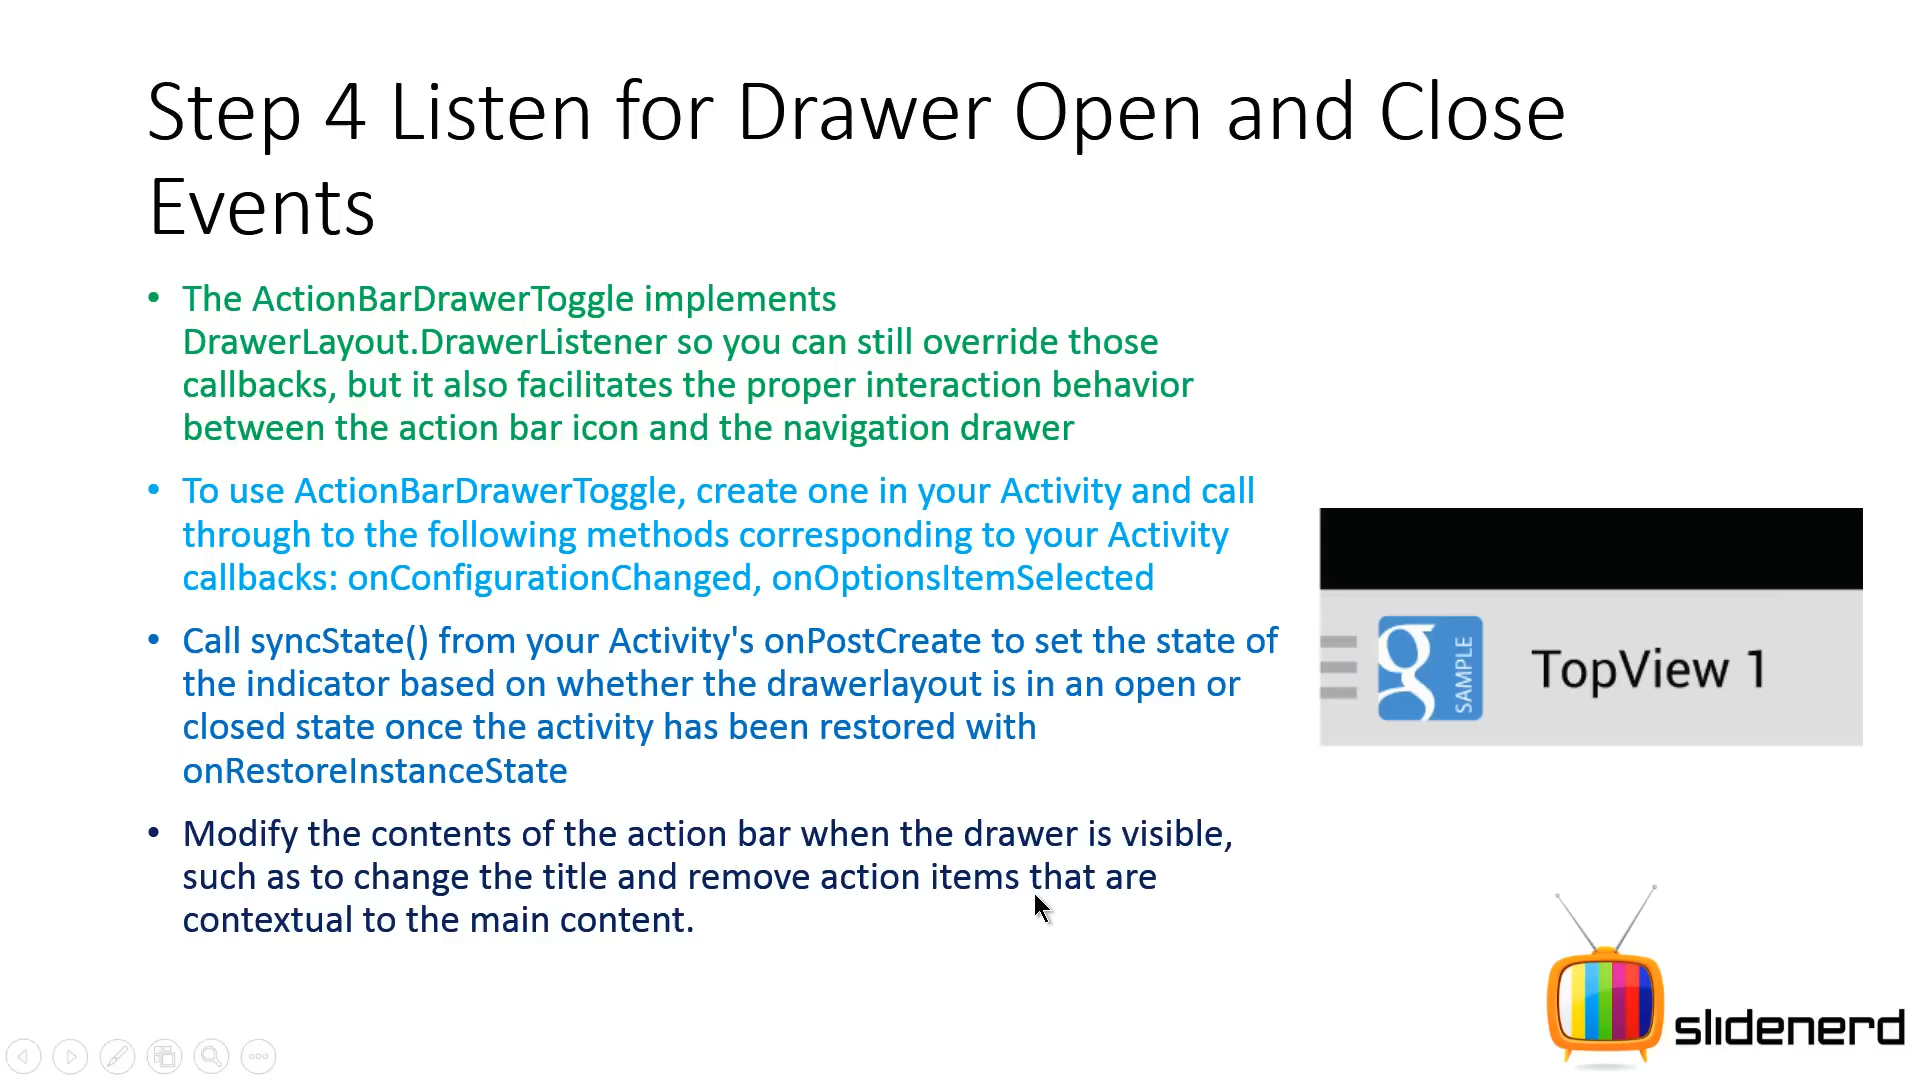 Step 4 Listen for Drawer Open and Close
Events
• The ActionBarDrawerToggle implements
DrawerLayout.DrawerListener so you can still override those
callbacks, but it also facilitates the proper interaction behavior
between the action bar icon and the navigation drawer
• To use ActionBarDrawerToggle, create one in your Activity and call
through to the following methods corresponding to your Activity
callbacks: onConfigurationChanged, onOptionsItemSelected
• Call syncState() from your Activity's onPostCreate to set the state of
the indicator based on whether the drawerlayout is in an open or
closed state once the activity has been restored with
onRestoreInstanceState
• Modify the contents of the action bar when the drawer is visible,
such as to change the title and remove action items that are
contextual to the main content.
g SAMPLE TopView 1
slidenerd